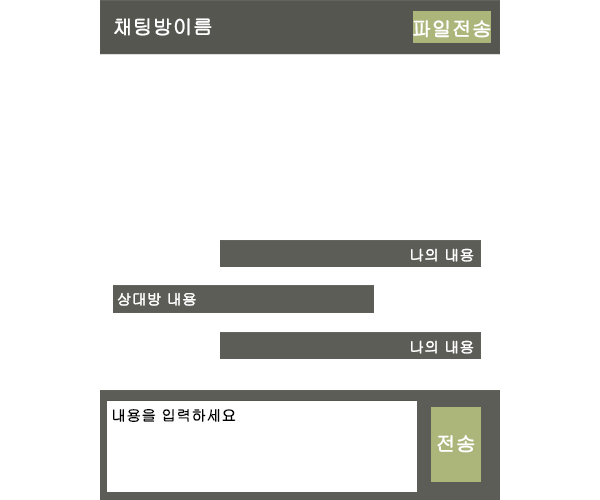 채팅방이름
파일전송
나의 내용
상대방 내용
나의 내용
내용을 입력하세요
전송